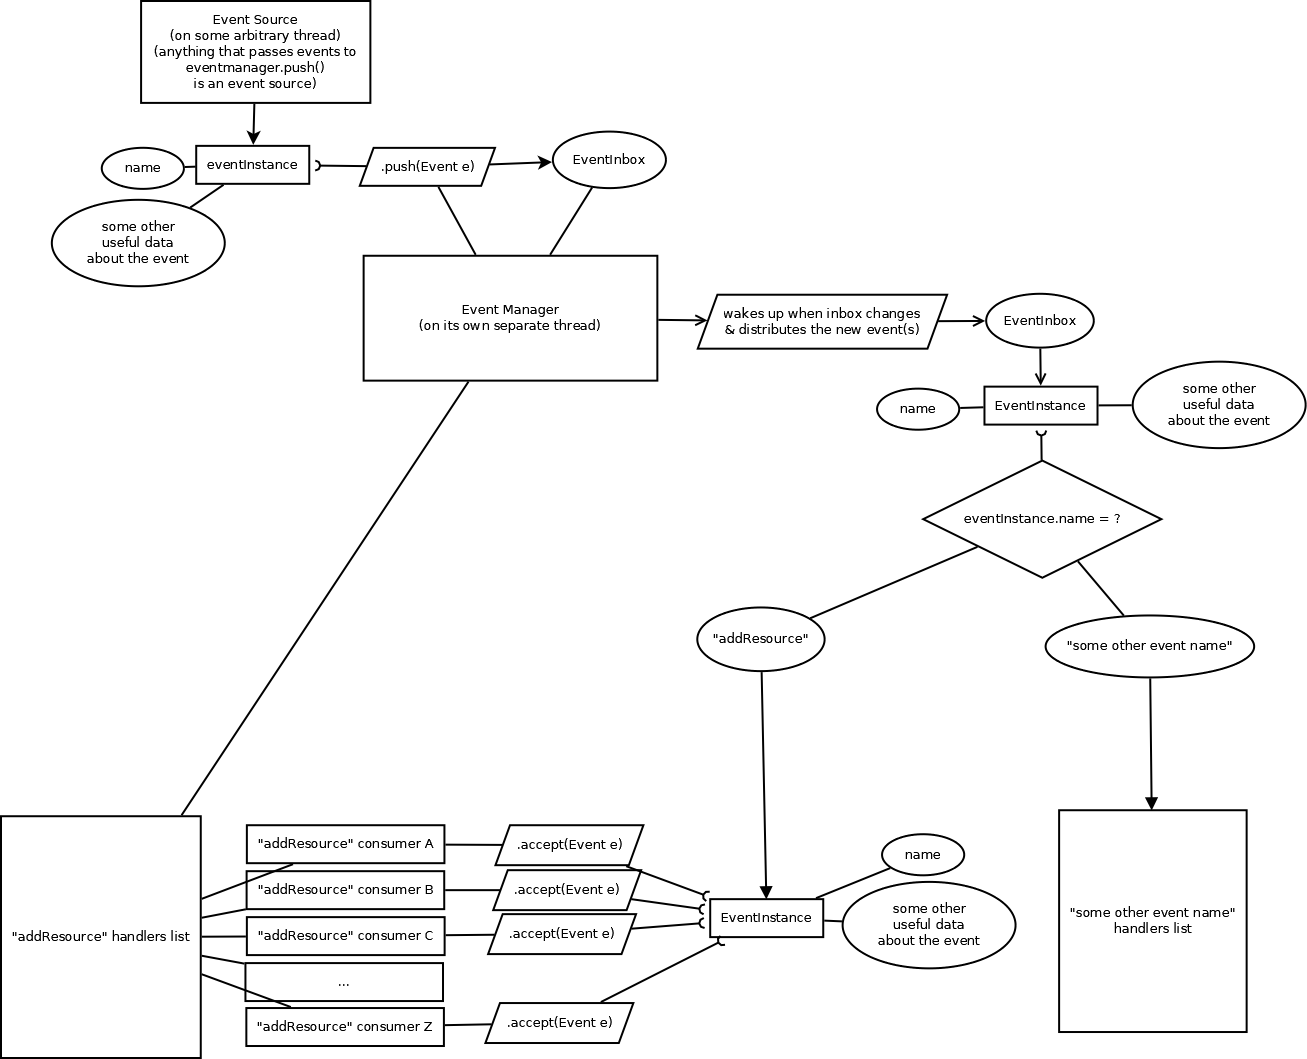 Event Source
(on some arbitrary thread)
(anything that passes events to
eventmanager.push()
is an event source)
name
eventInstance
.push(Event e)
EventInbox
some other
useful data
about the event
Event Manager
(on its own separate thread)
wakes up when inbox changes
& distributes the new event(s)
EventInbox
name
EventInstance
some other
useful data
about the event
eventInstance.name = ?
"addResource"
"some other event name"
"addResource" handlers list
"addResource" consumer A
.accept(Event e)
"addResource" consumer B
.accept(Event e)
"addResource" consumer C
.accept(Event e)
...
"addResource" consumer Z
.accept(Event e)
EventInstance
name
some other
useful data
about the event
"some other event name"
handlers list